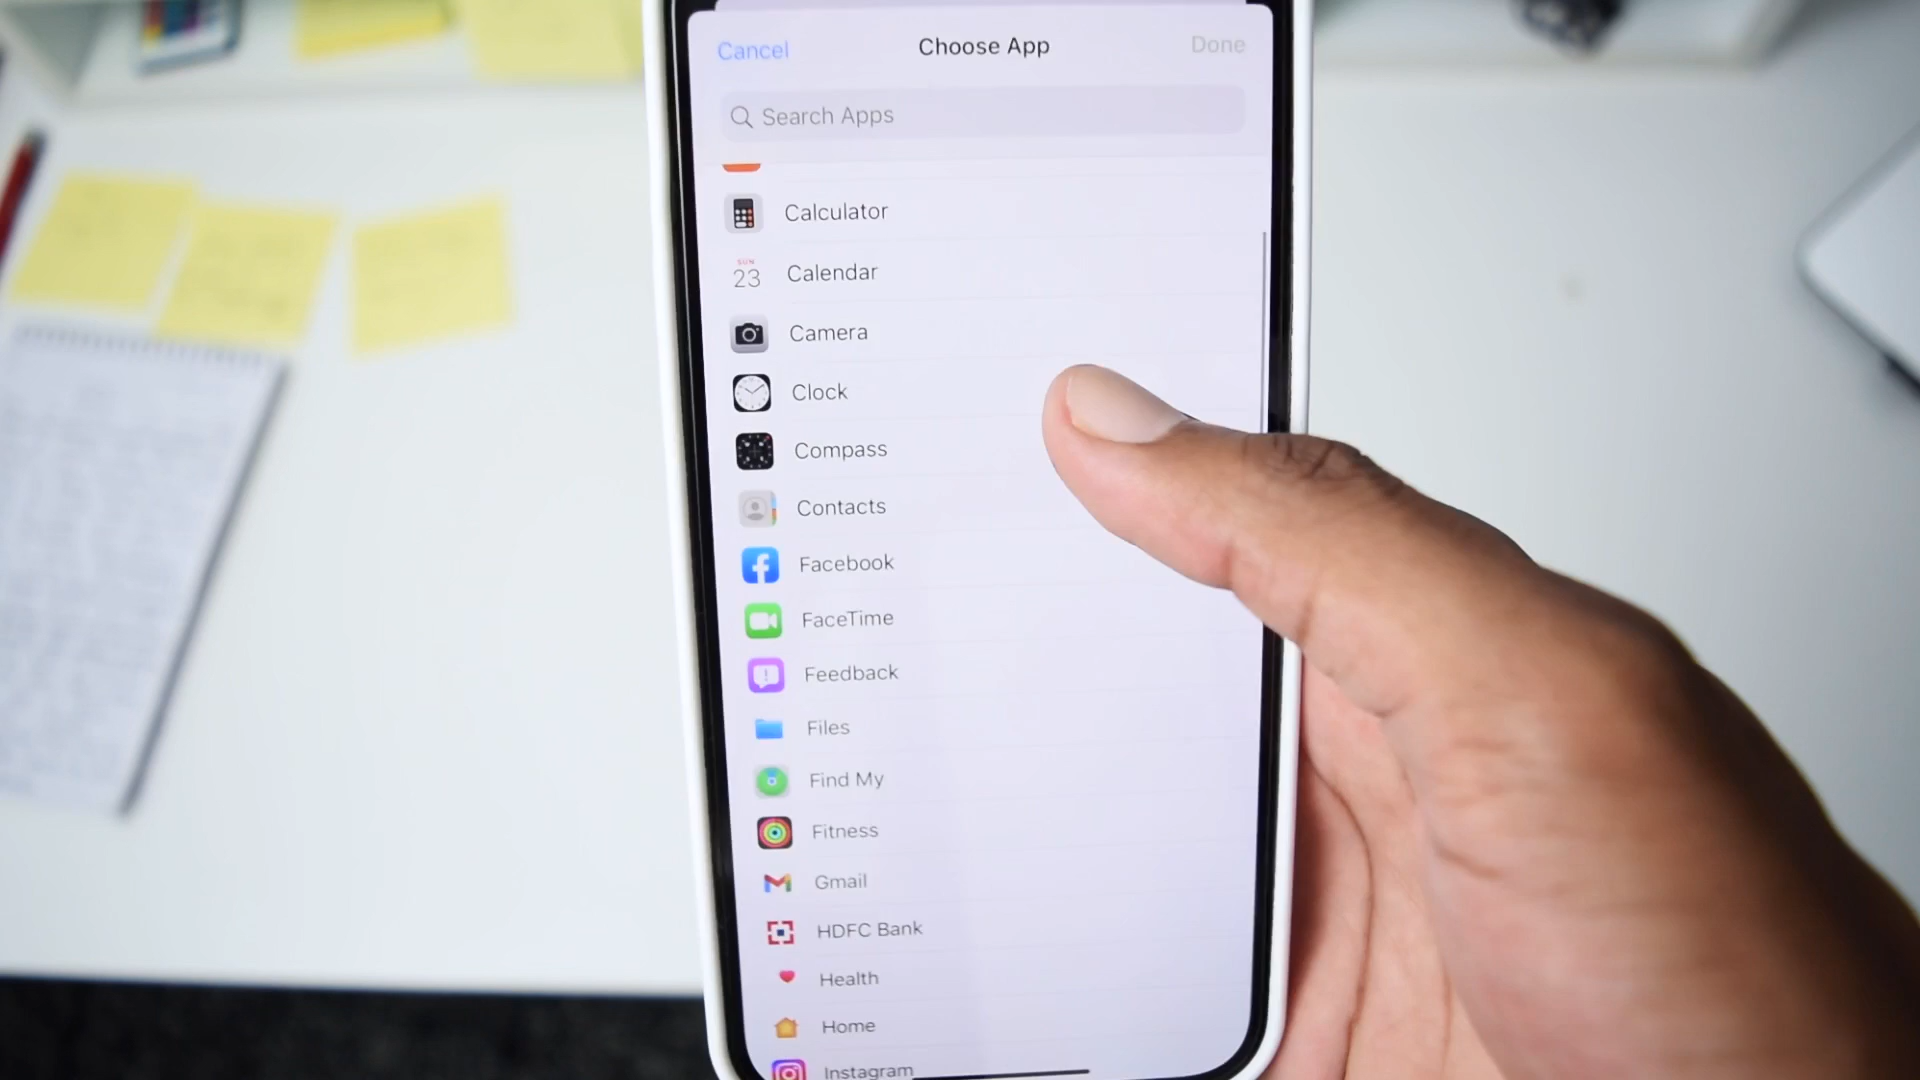 Cancel Choose App Done
Search Apps
Calculator
SUN
23 Calendar
Camera
Clock
Compass
Contacts
Facebook
FaceTime
Feedback
Files
Find My
Fitness
Gmail
HDFC Bank
Health
Home
Instagram